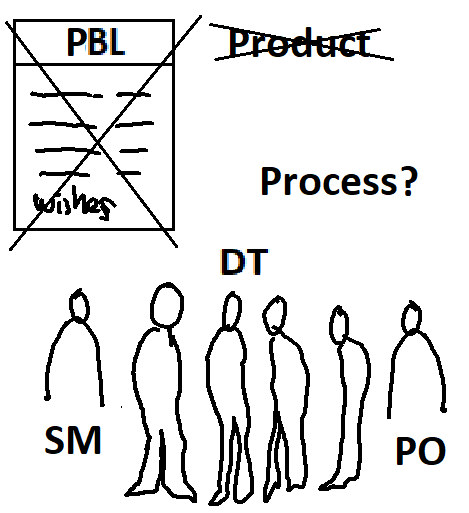 PBL
Product
wishes
Process?
DT
SM
PO